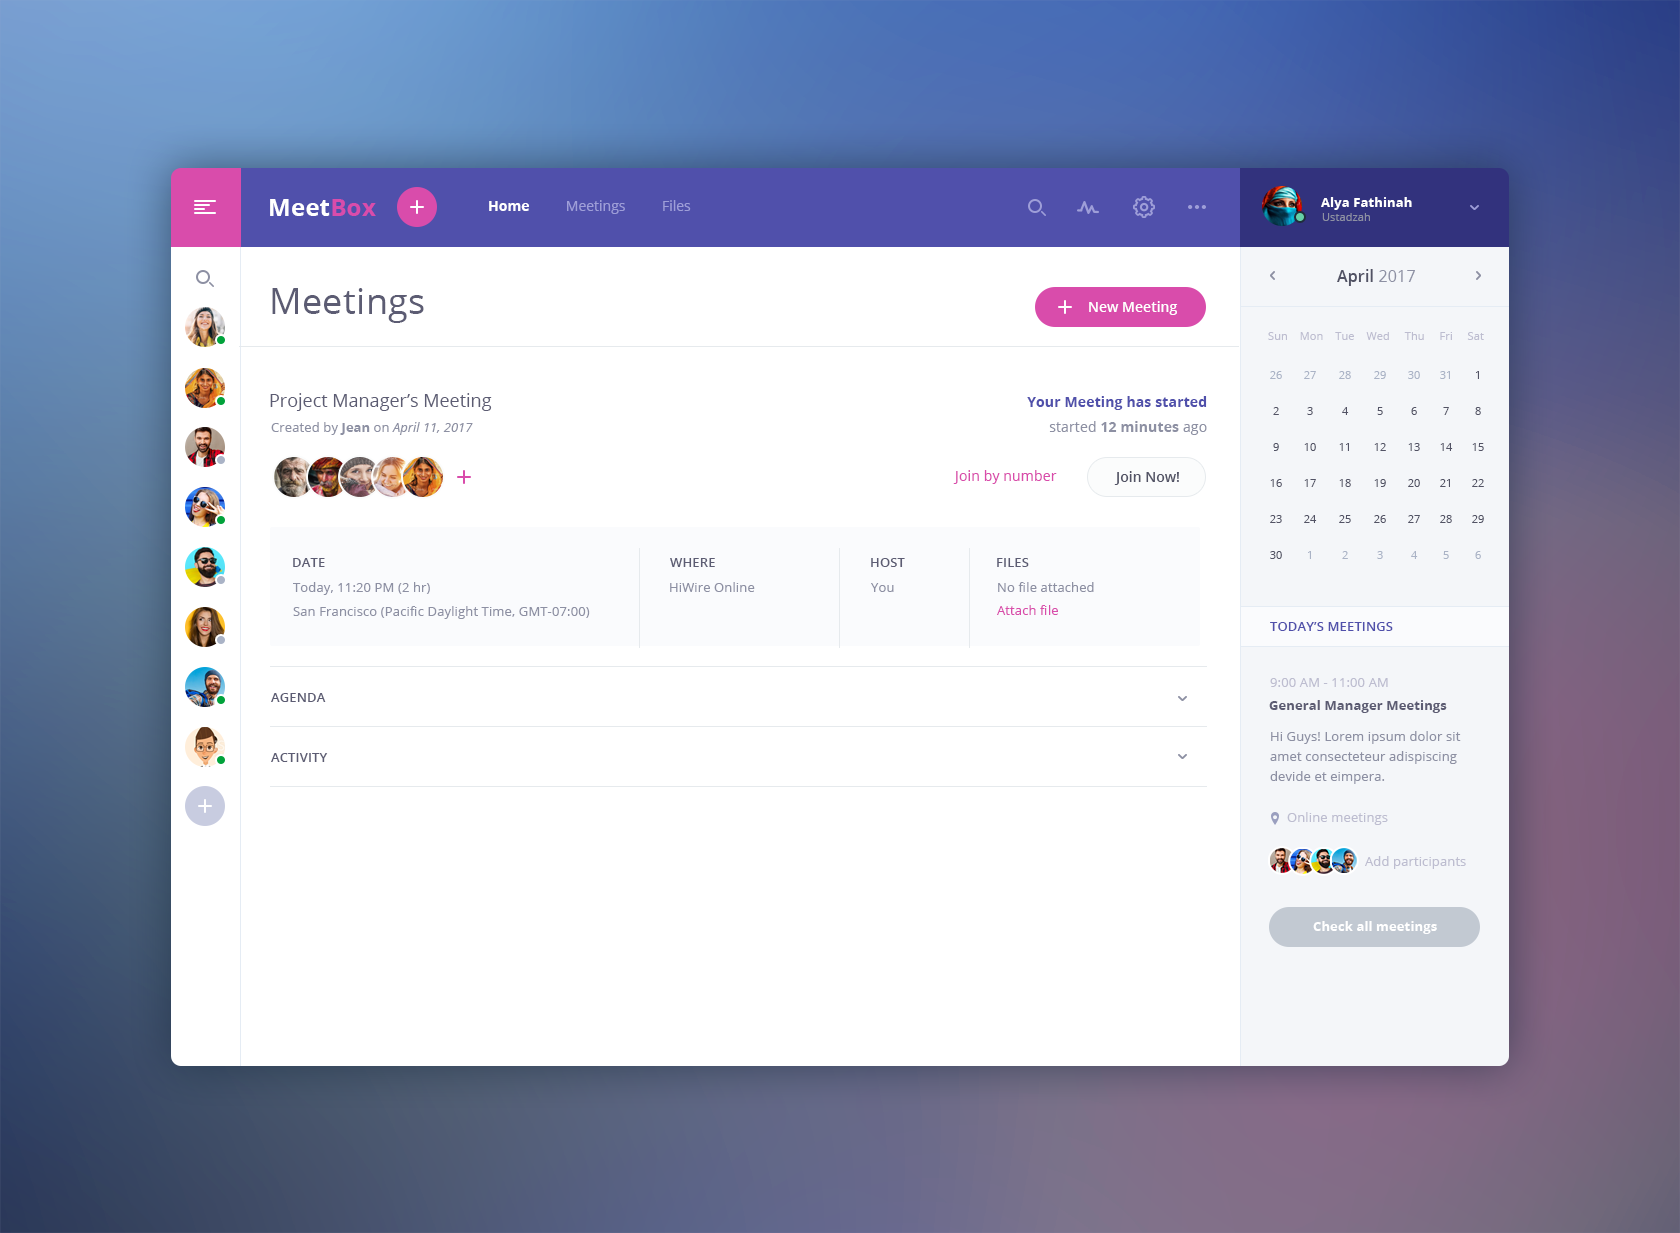 MeetBox
Home Meetings Files
Alya Fathinah
Ustadzah
Meetings
New Meeting
Project Manager’s Meeting
Created by Jean on April 11, 2017
Your Meeting has started
started 12 minutes ago
Join by number
Join Now!
DATE
Today, 11:20 PM (2 hr)
San Francisco (Pacific Daylight Time, GMT-07:00)
WHERE
HiWire Online
HOST
You
FILES
No file attached
Attach file
AGENDA
ACTIVITY
April 2017
Sun Mon Tue Wed Thu Fri Sat
26 27 28 29 30 31 1
2 3 4 5 6 7 8
9 10 11 12 13 14 15
16 17 18 19 20 21 22
23 24 25 26 27 28 29
30 1 2 3 4 5 6
TODAY’S MEETINGS
9:00 AM - 11:00 AM
General Manager Meetings
Hi Guys! Lorem ipsum dolor sit
amet consecteteur adispiscing
devide et eimpera.
Online meetings
Add participants
Check all meetings